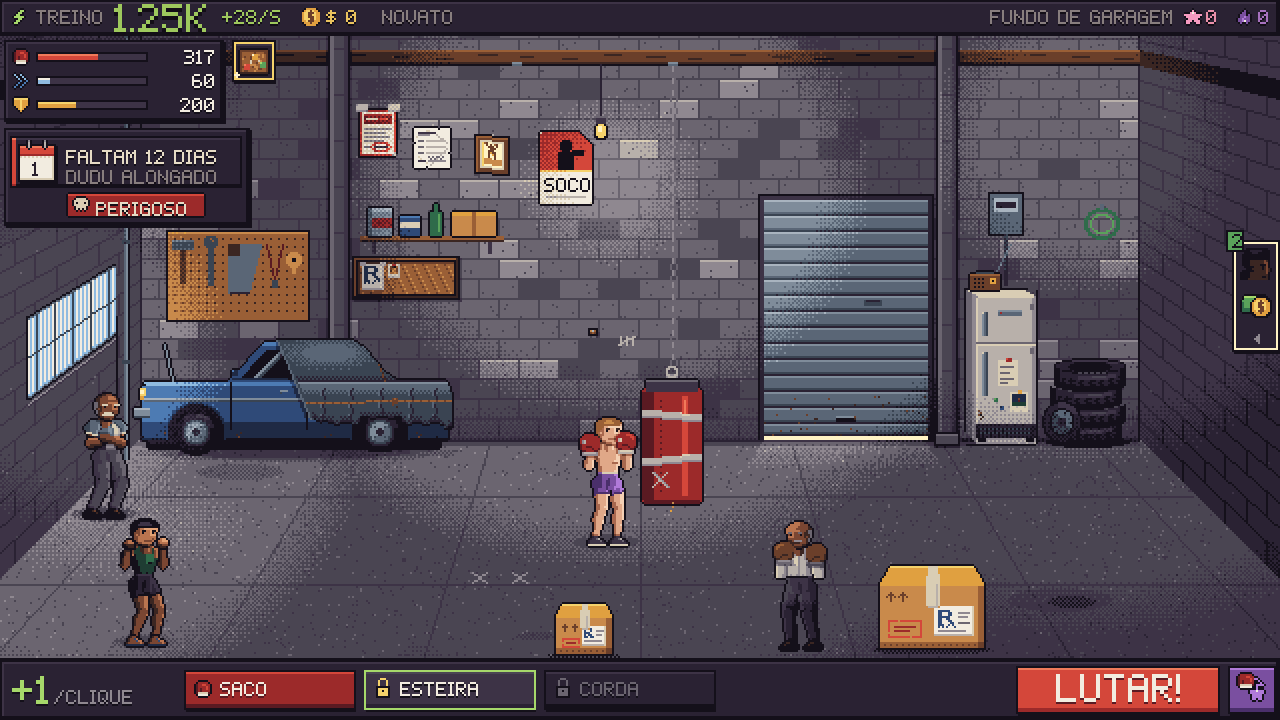 TREINO 1.25K +28/S $ 0 NOVATO
FUNDO DE GARAGEM 0 0
317
60
200
1
FALTAM 12 DIAS
DUDU ALONGADO
PERIGOSO
SOCO
R
2
R
R
+1/CLIQUE
SACO
ESTEIRA
CORDA
LUTAR!